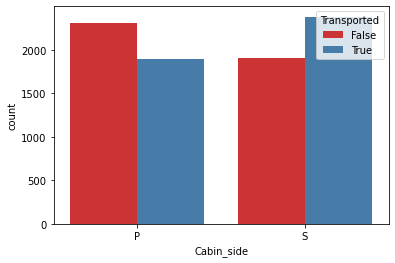 Transported
False
True
2000
1500
1000
500
0
count
P
S
Cabin_side